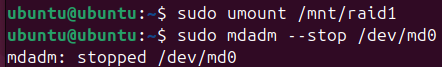 ubuntu@ubuntu:~$ sudo umount /mnt/raid1
ubuntu@ubuntu:~$ sudo mdadm --stop /dev/md0
mdadm: stopped /dev/md0